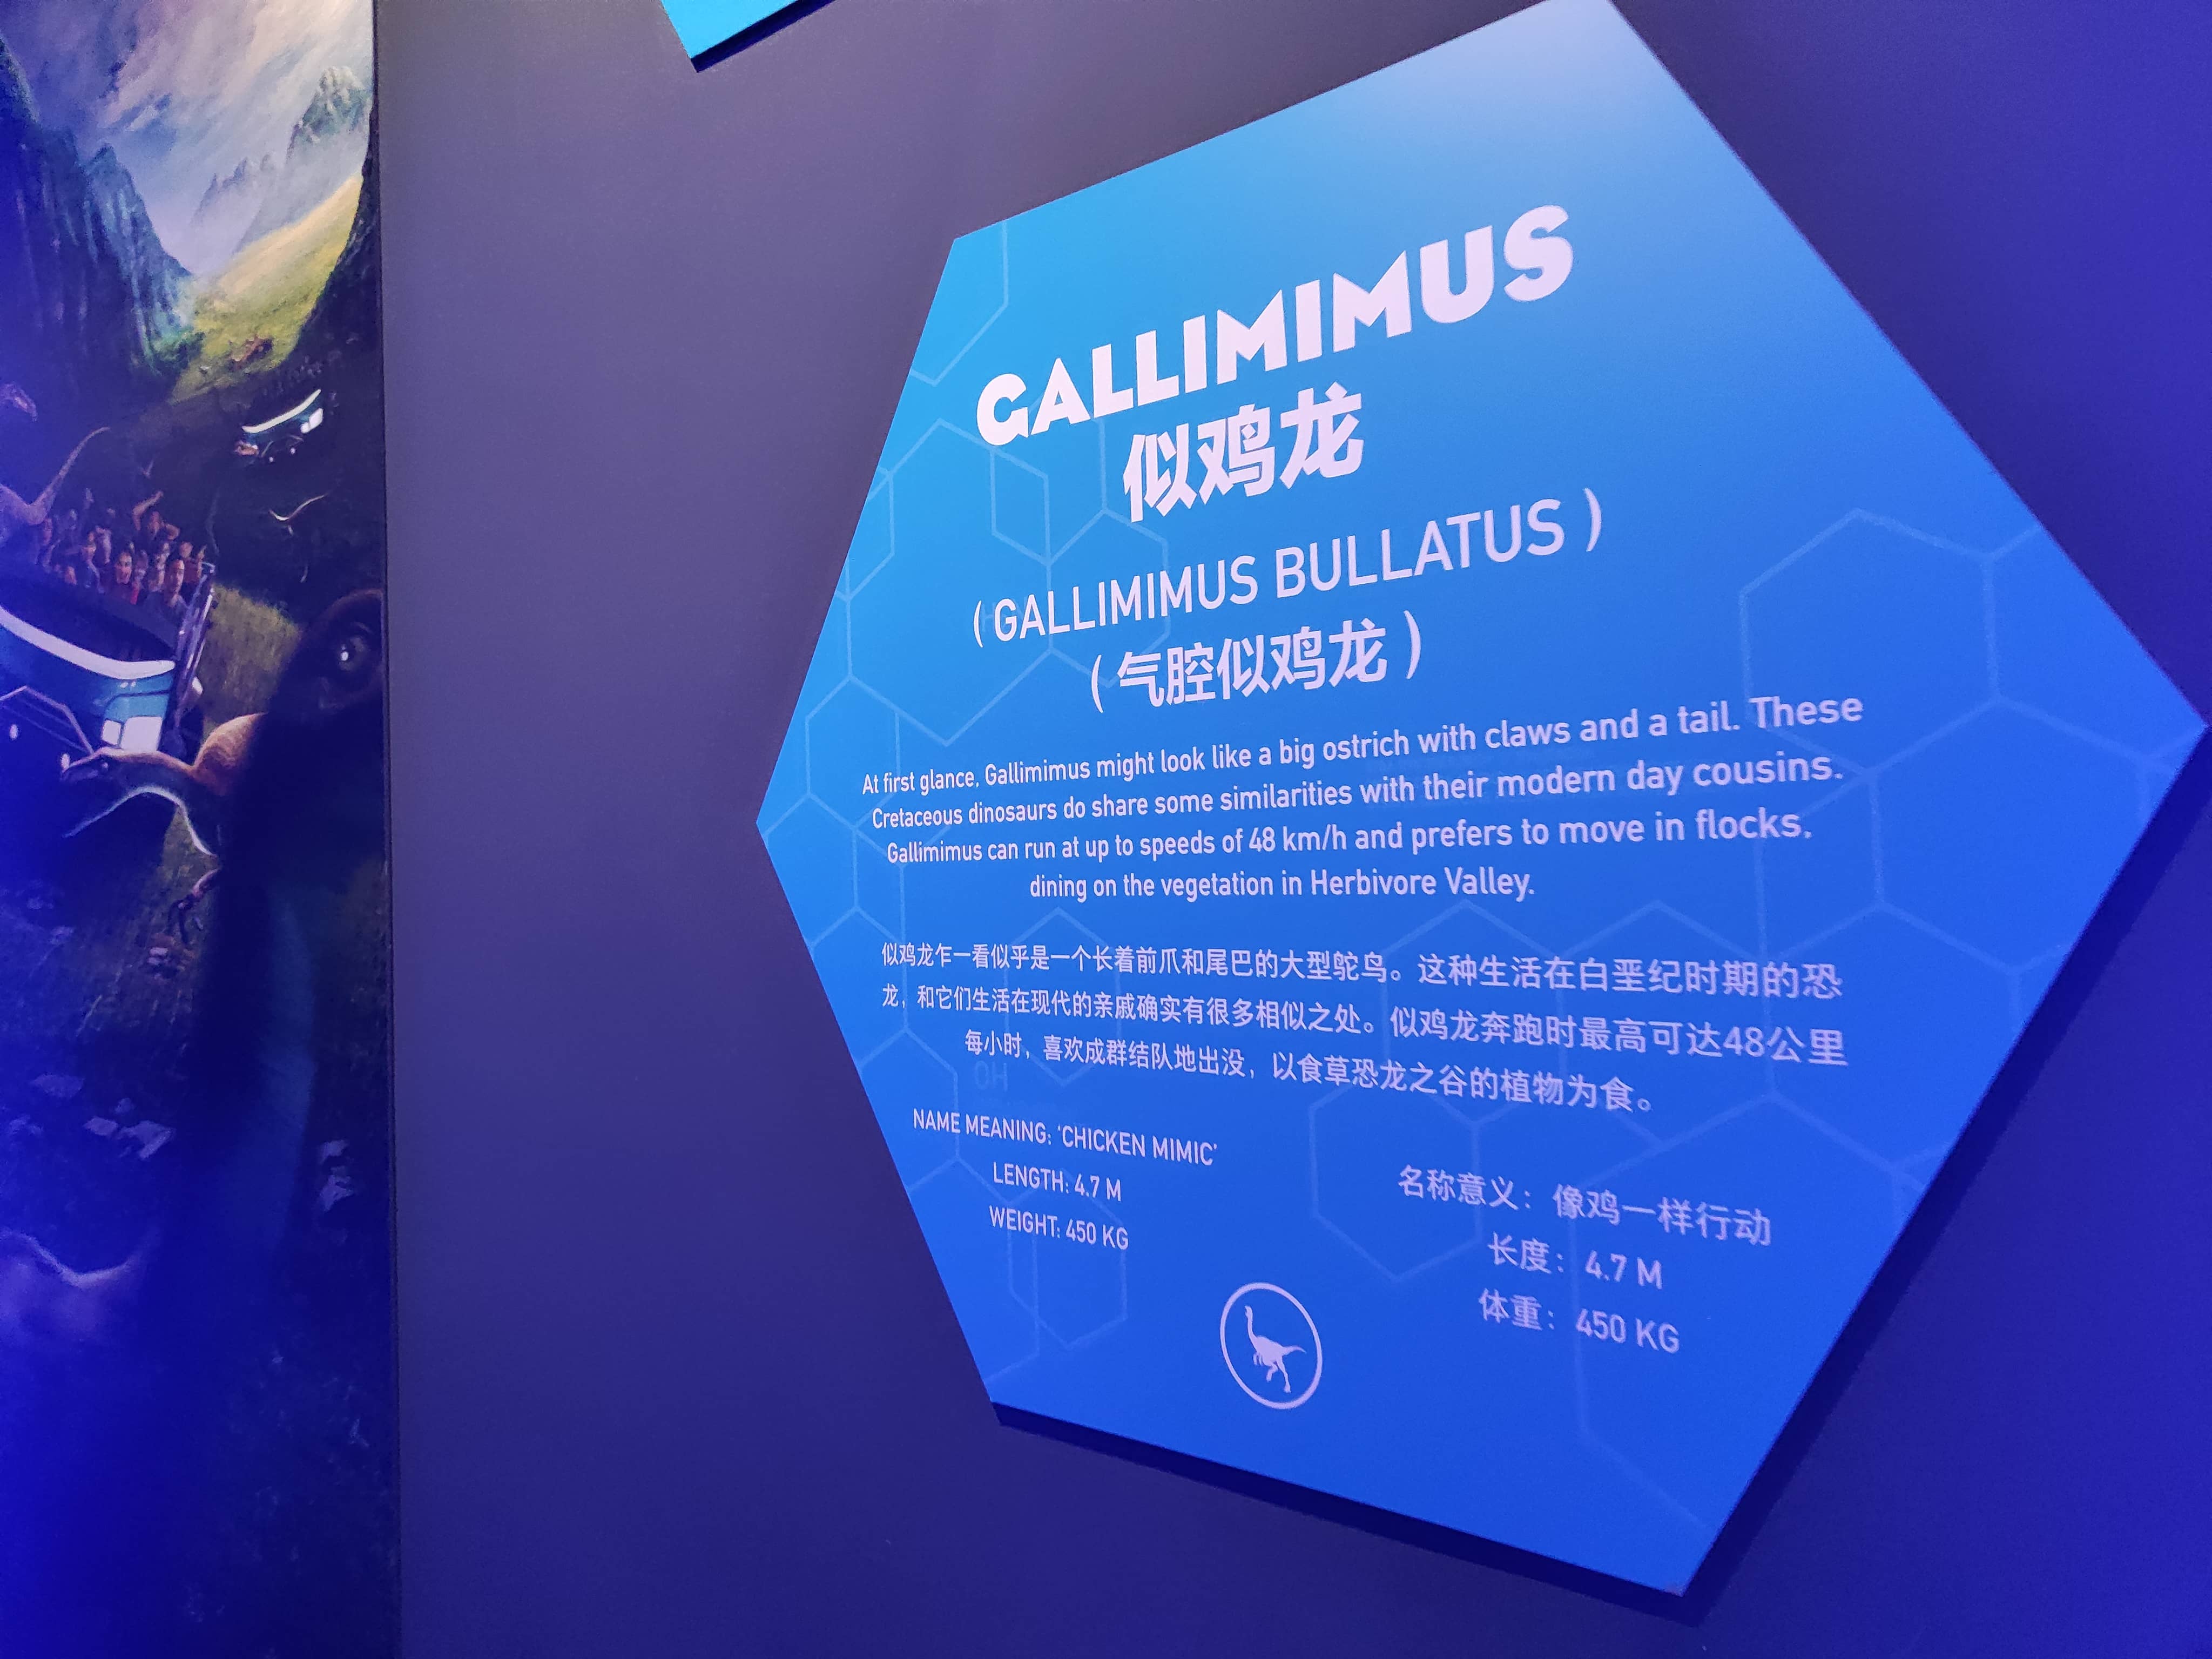 GALLIMIMUS
似鸡龙
( GALLIMIMUS BULLATUS )
( 气腔似鸡龙 )
At first glance, Gallimimus might look like a big ostrich with claws and a tail. These
Cretaceous dinosaurs do share some similarities with their modern day cousins.
Gallimimus can run at up to speeds of 48 km/h and prefers to move in flocks,
dining on the vegetation in Herbivore Valley.
似鸡龙乍一看似乎是一个长着前爪和尾巴的大型鸵鸟。这种生活在白垩纪时期的恐
龙，和它们生活在现代的亲戚确实有很多相似之处。似鸡龙奔跑时最高可达48公里
每小时，喜欢成群结队地出没，以食草恐龙之谷的植物为食。
NAME MEANING: 'CHICKEN MIMIC'
LENGTH: 4.7 M
WEIGHT: 450 KG
名称意义：像鸡一样行动
长度：4.7 M
体重：450 KG